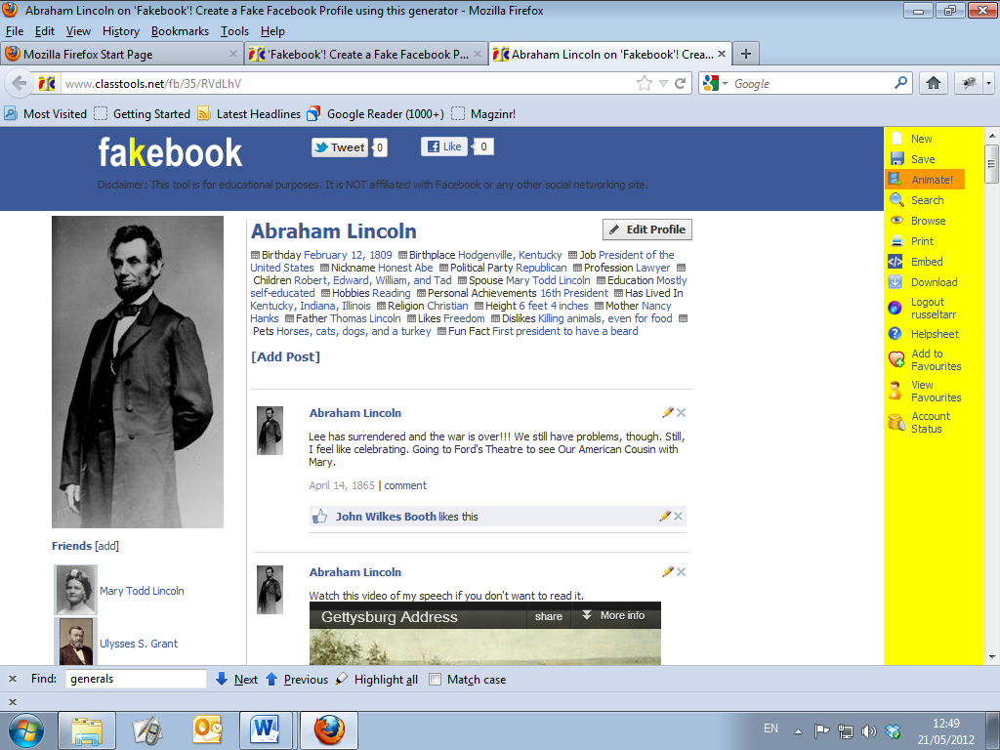 Abraham Lincoln on 'Fakebook'! Create a Fake Facebook Profile using this generator - Mozilla Firefox
File Edit View History Bookmarks Tools Help
Mozilla Firefox Start Page
'Fakebook'! Create a Fake Facebook P...
Abraham Lincoln on 'Fakebook'! Crea...
www.classtools.net/fb/35/RVdLhV
Google
Most Visited Getting Started Latest Headlines Google Reader (1000+) Magzinr!
fakebook
Tweet 0
Like 0
Disclaimer: This tool is for educational purposes. It is NOT affiliated with Facebook or any other social networking site.
Abraham Lincoln
Edit Profile
Birthday February 12, 1809 Birthplace Hodgenville, Kentucky Job President of the
United States Nickname Honest Abe Political Party Republican Profession Lawyer
Children Robert, Edward, William, and Tad Spouse Mary Todd Lincoln Education Mostly
self-educated Hobbies Reading Personal Achievements 16th President Has Lived In
Kentucky, Indiana, Illinois Religion Christian Height 6 feet 4 inches Mother Nancy
Hanks Father Thomas Lincoln Likes Freedom Dislikes Killing animals, even for food
Pets Horses, cats, dogs, and a turkey Fun Fact First president to have a beard
[Add Post]
Abraham Lincoln
Lee has surrendered and the war is over!!! We still have problems, though. Still,
I feel like celebrating. Going to Ford's Theatre to see Our American Cousin with
Mary.
April 14, 1865 | comment
John Wilkes Booth likes this
Abraham Lincoln
Watch this video of my speech if you don't want to read it.
Gettysburg Address share More info
Friends [add]
Mary Todd Lincoln
Ulysses S. Grant
New
Save
Animate!
Search
Browse
Print
Embed
Download
Logout
russeltarr
Helpsheet
Add to
Favourites
View
Favourites
Account
Status
Find: generals Next Previous Highlight all Match case
EN
12:49
21/05/2012